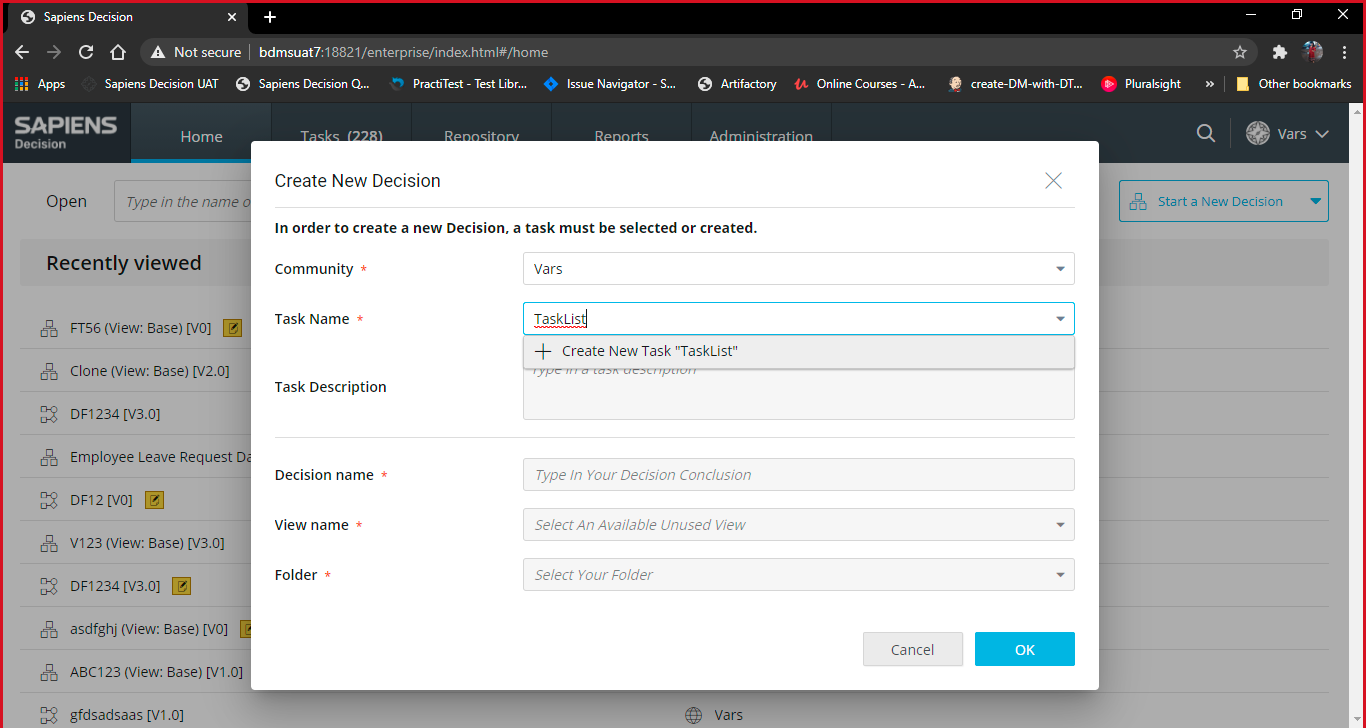 Sapiens Decision
Not secure bdmsuat7:18821/enterprise/index.html#/home
Apps Sapiens Decision UAT Sapiens Decision Q... PractiTest - Test Libr... Issue Navigator - S... Artifactory Online Courses - A... create-DM-with-DT... Pluralsight » Other bookmarks
SAPIENS
Decision
Home Tasks (228) Repository Reports Administration Vars
Create New Decision
Open Type in the name o Start a New Decision
In order to create a new Decision, a task must be selected or created.
Recently viewed
Community * Vars
Task Name * TaskList
FT56 (View: Base) [V0]
Create New Task "TaskList"
Type in a task description
Clone (View: Base) [V2.0]
Task Description
DF1234 [V3.0]
Employee Leave Request Da
Decision name * Type In Your Decision Conclusion
DF12 [V0]
View name * Select An Available Unused View
V123 (View: Base) [V3.0]
Folder * Select Your Folder
DF1234 [V3.0]
asdfghj (View: Base) [V0]
Cancel OK
ABC123 (View: Base) [V1.0]
gfdsadsaas [V1.0] Vars